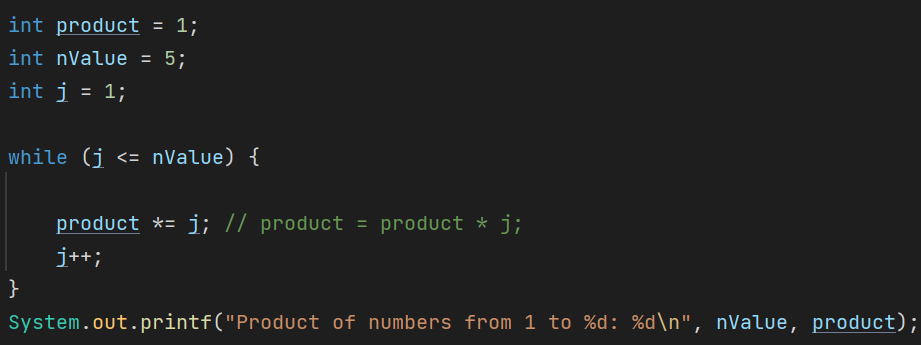 int product = 1;
int nValue = 5;
int j = 1;
while (j <= nValue) {
product *= j; // product = product * j;
j++;
}
System.out.printf("Product of numbers from 1 to %d: %d\n", nValue, product);